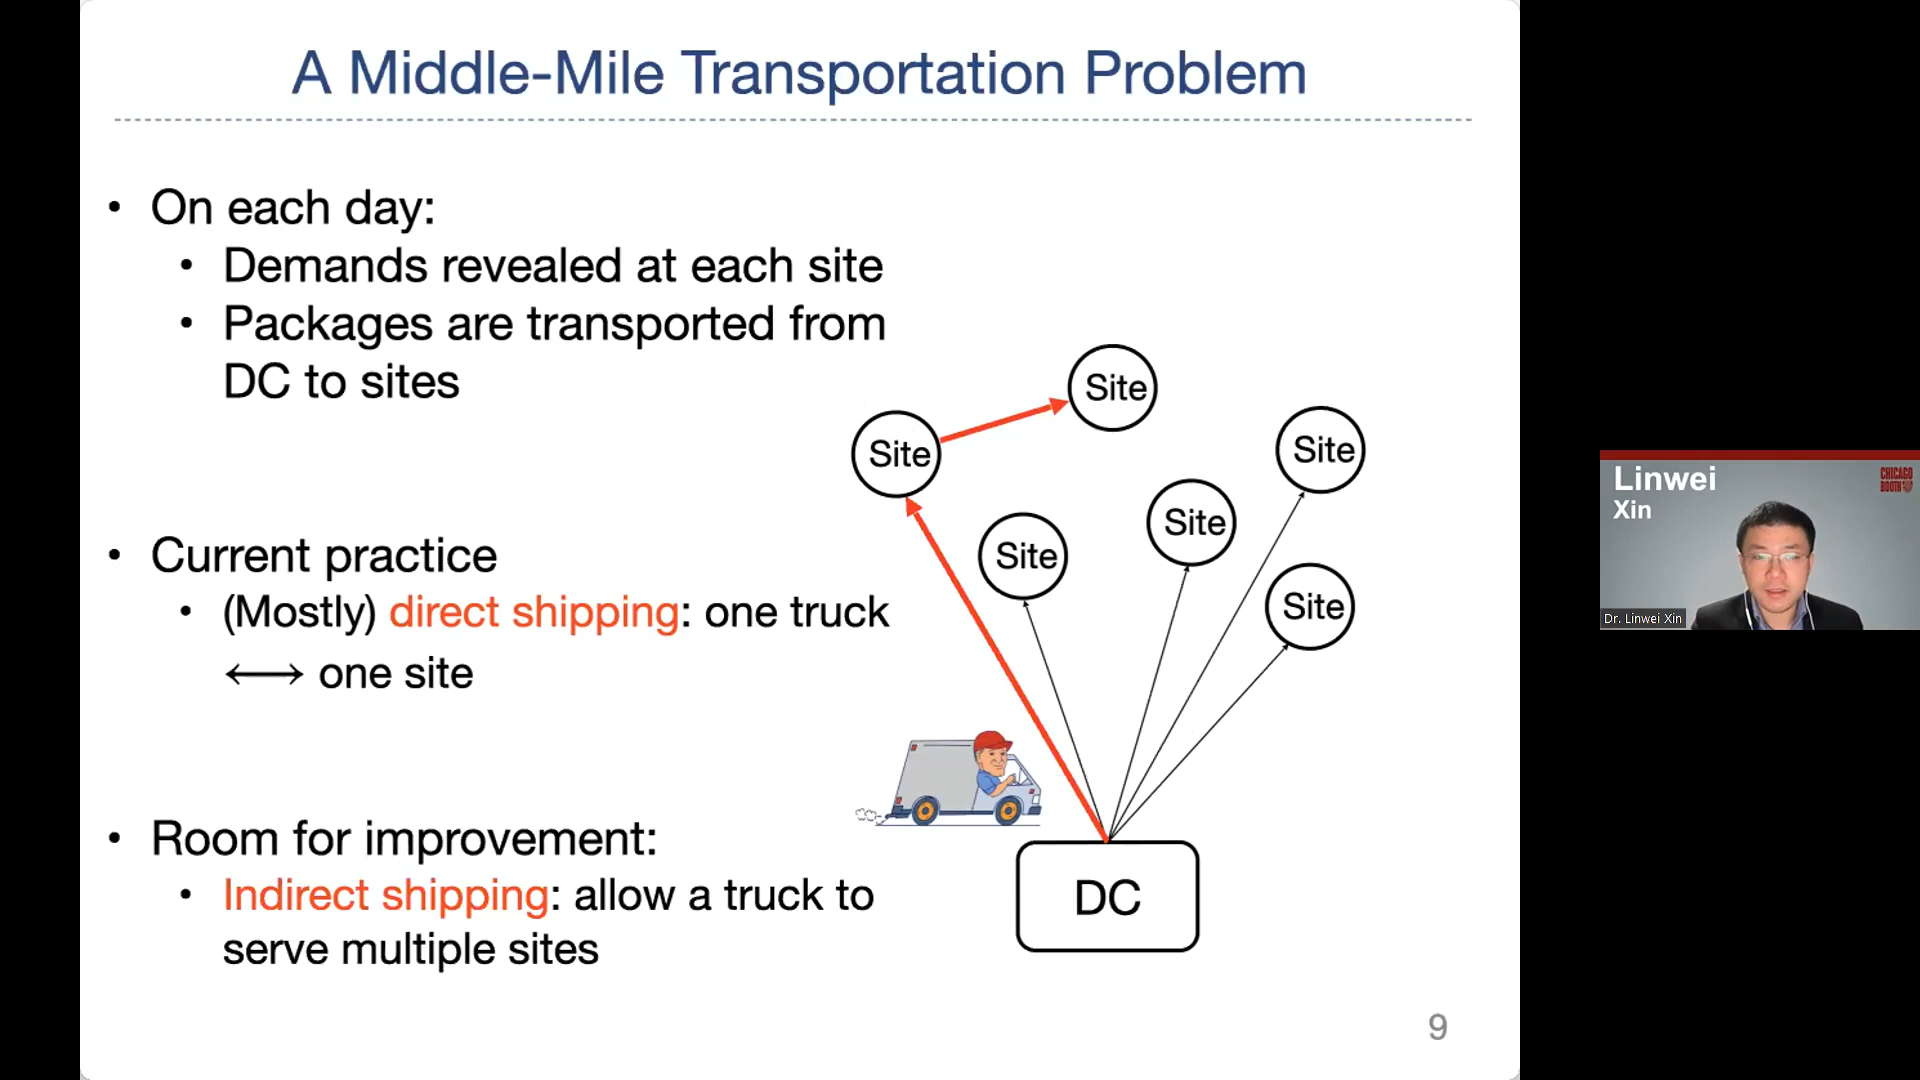 A Middle-Mile Transportation Problem
• On each day:
• Demands revealed at each site
• Packages are transported from
DC to sites
• Current practice
• (Mostly) direct shipping: one truck
⟷ one site
• Room for improvement:
• Indirect shipping: allow a truck to
serve multiple sites
Site
Site
Site
Site
Site
Site
DC
9
Linwei
Xin
CHICAGO
BOOTH
Dr. Linwei Xin